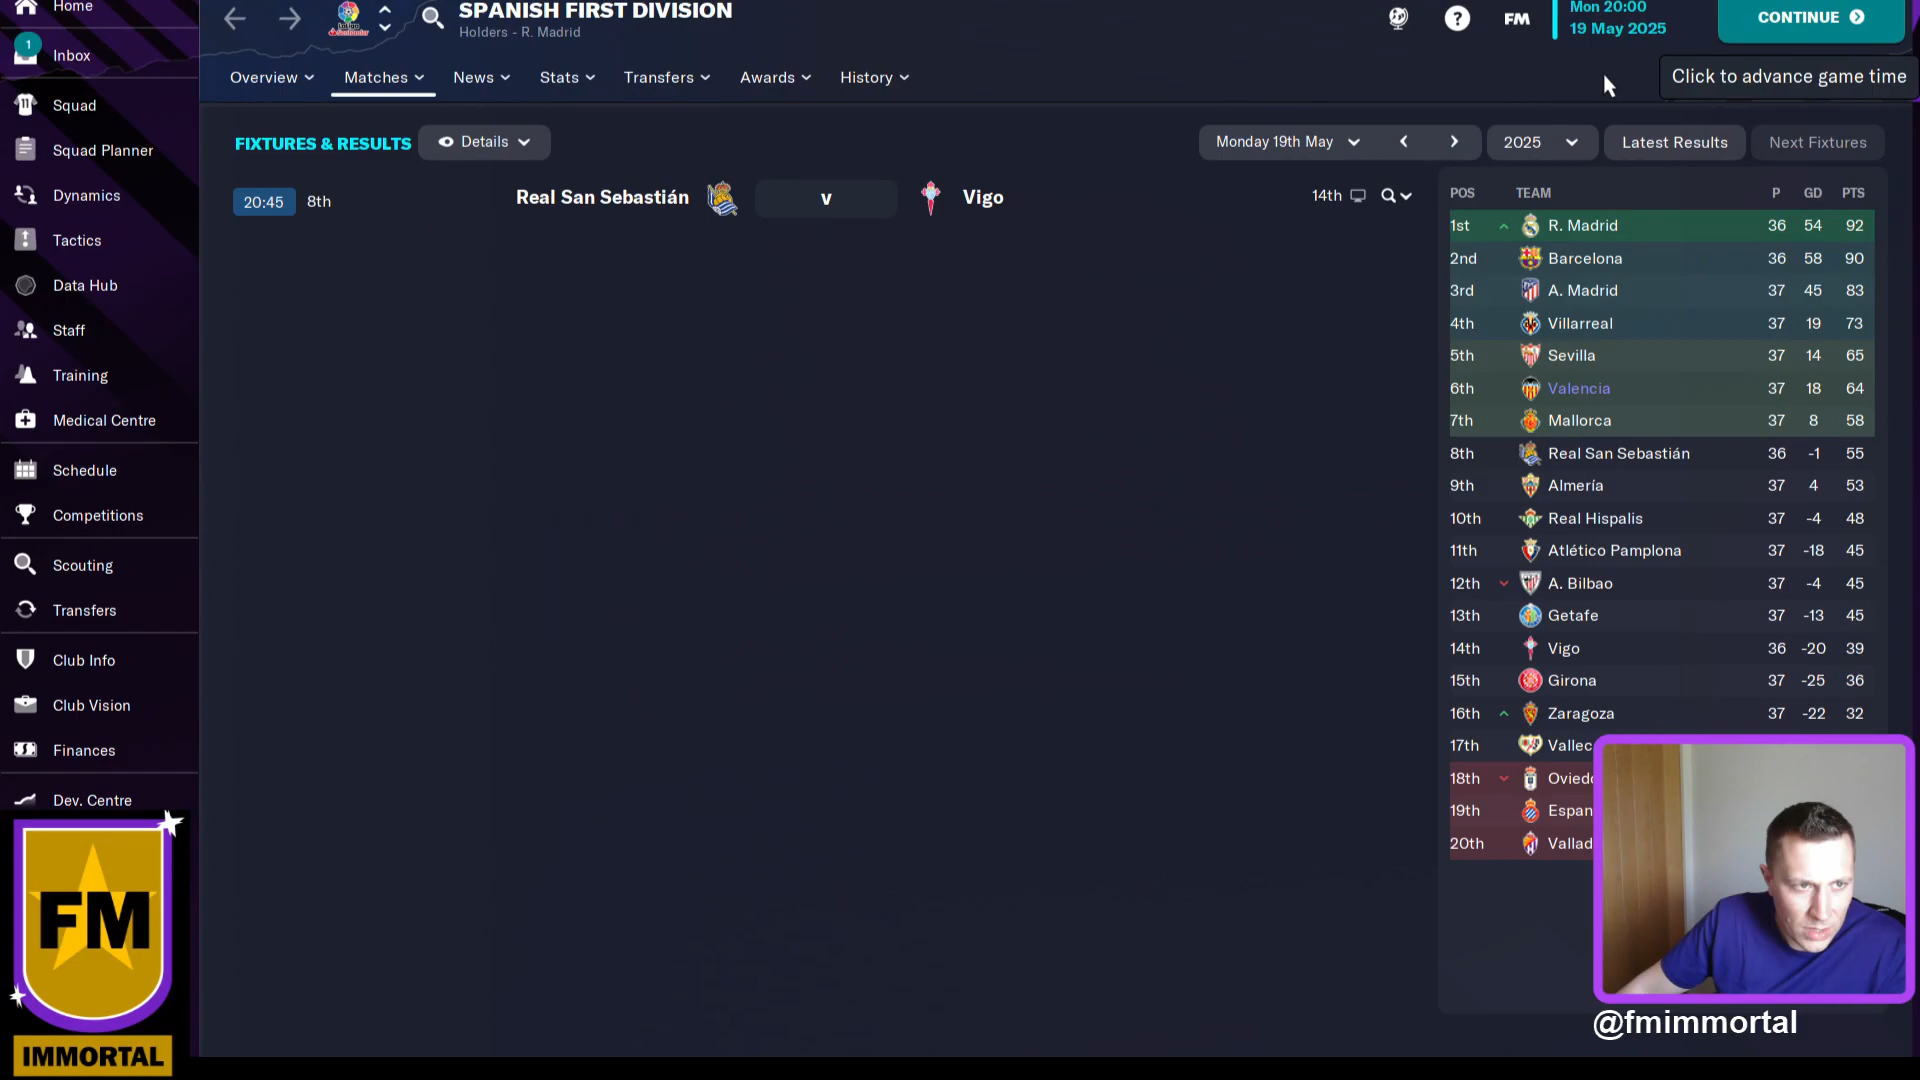 Home
1
Inbox
Squad
Squad Planner
Dynamics
Tactics
Data Hub
Staff
Training
Medical Centre
Schedule
Competitions
Scouting
Transfers
Club Info
Club Vision
Finances
Dev. Centre
FM
IMMORTAL
SPANISH FIRST DIVISION
Holders - R. Madrid
?
FM
Mon 20:00
19 May 2025
CONTINUE
Click to advance game time
Overview Matches News Stats Transfers Awards History
FIXTURES & RESULTS Details
Monday 19th May 2025 Latest Results Next Fixtures
20:45 8th Real San Sebastián v Vigo 14th
POS TEAM P GD PTS
1st R. Madrid 36 54 92
2nd Barcelona 36 58 90
3rd A. Madrid 37 45 83
4th Villarreal 37 19 73
5th Sevilla 37 14 65
6th Valencia 37 18 64
7th Mallorca 37 8 58
8th Real San Sebastián 36 -1 55
9th Almería 37 4 53
10th Real Hispalis 37 -4 48
11th Atlético Pamplona 37 -18 45
12th A. Bilbao 37 -4 45
13th Getafe 37 -13 45
14th Vigo 36 -20 39
15th Girona 37 -25 36
16th Zaragoza 37 -22 32
17th Vallec
18th Oviedo
19th Espan
20th Vallad
@fmimmortal